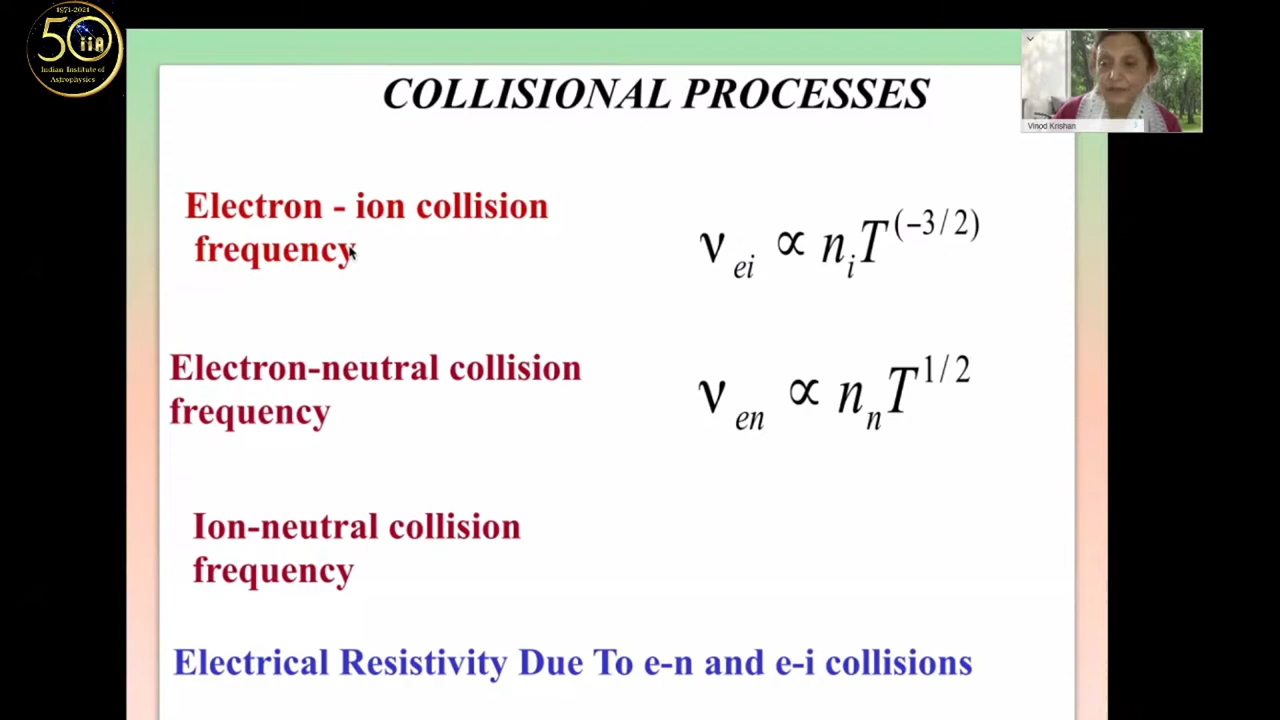 1971-2021
50 iiA
Indian Institute of
Astrophysics
COLLISIONAL PROCESSES
Vinod Krishan
Electron - ion collision
frequency
ν_ei ∝ n_i T^(−3/2)
Electron-neutral collision
frequency
ν_en ∝ n_n T^1/2
Ion-neutral collision
frequency
Electrical Resistivity Due To e-n and e-i collisions